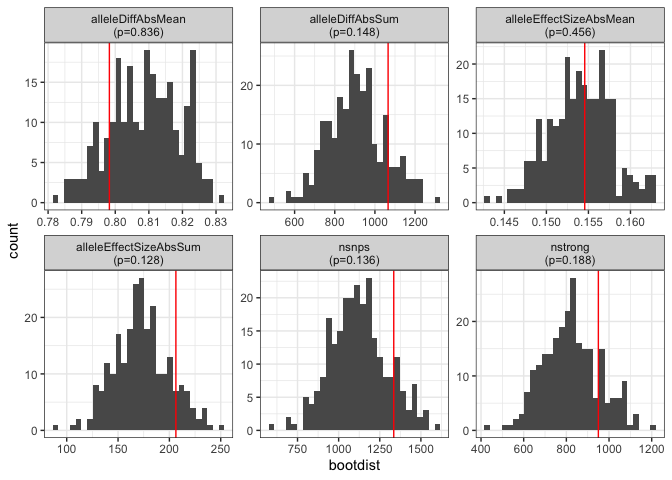 alleleDiffAbsMean
(p=0.836)
alleleDiffAbsSum
(p=0.148)
alleleEffectSizeAbsMean
(p=0.456)
15
10
5
0
0.78 0.79 0.80 0.81 0.82 0.83
20
10
0
600 800 1000 1200
20
15
10
5
0
0.145 0.150 0.155 0.160
count
alleleEffectSizeAbsSum
(p=0.128)
nsnps
(p=0.136)
nstrong
(p=0.188)
20
10
0
100 150 200 250
20
15
10
5
0
750 1000 1250 1500
20
10
0
400 600 800 1000 1200
bootdist